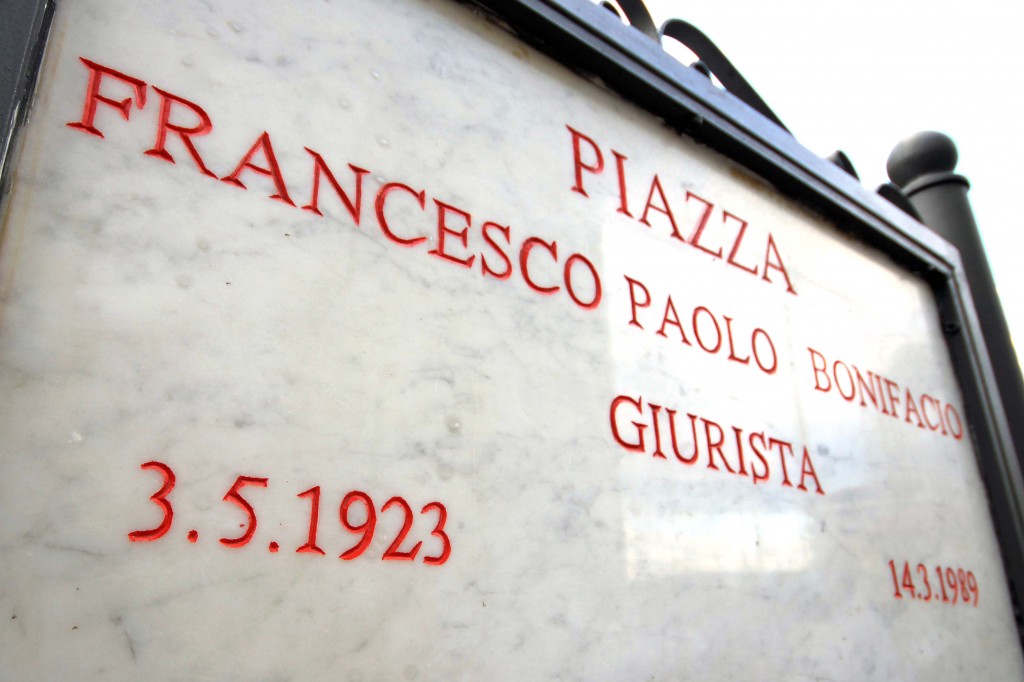 PIAZZA
FRANCESCO PAOLO BONIFACIO
GIURISTA
3.5.1923 14.3.1989